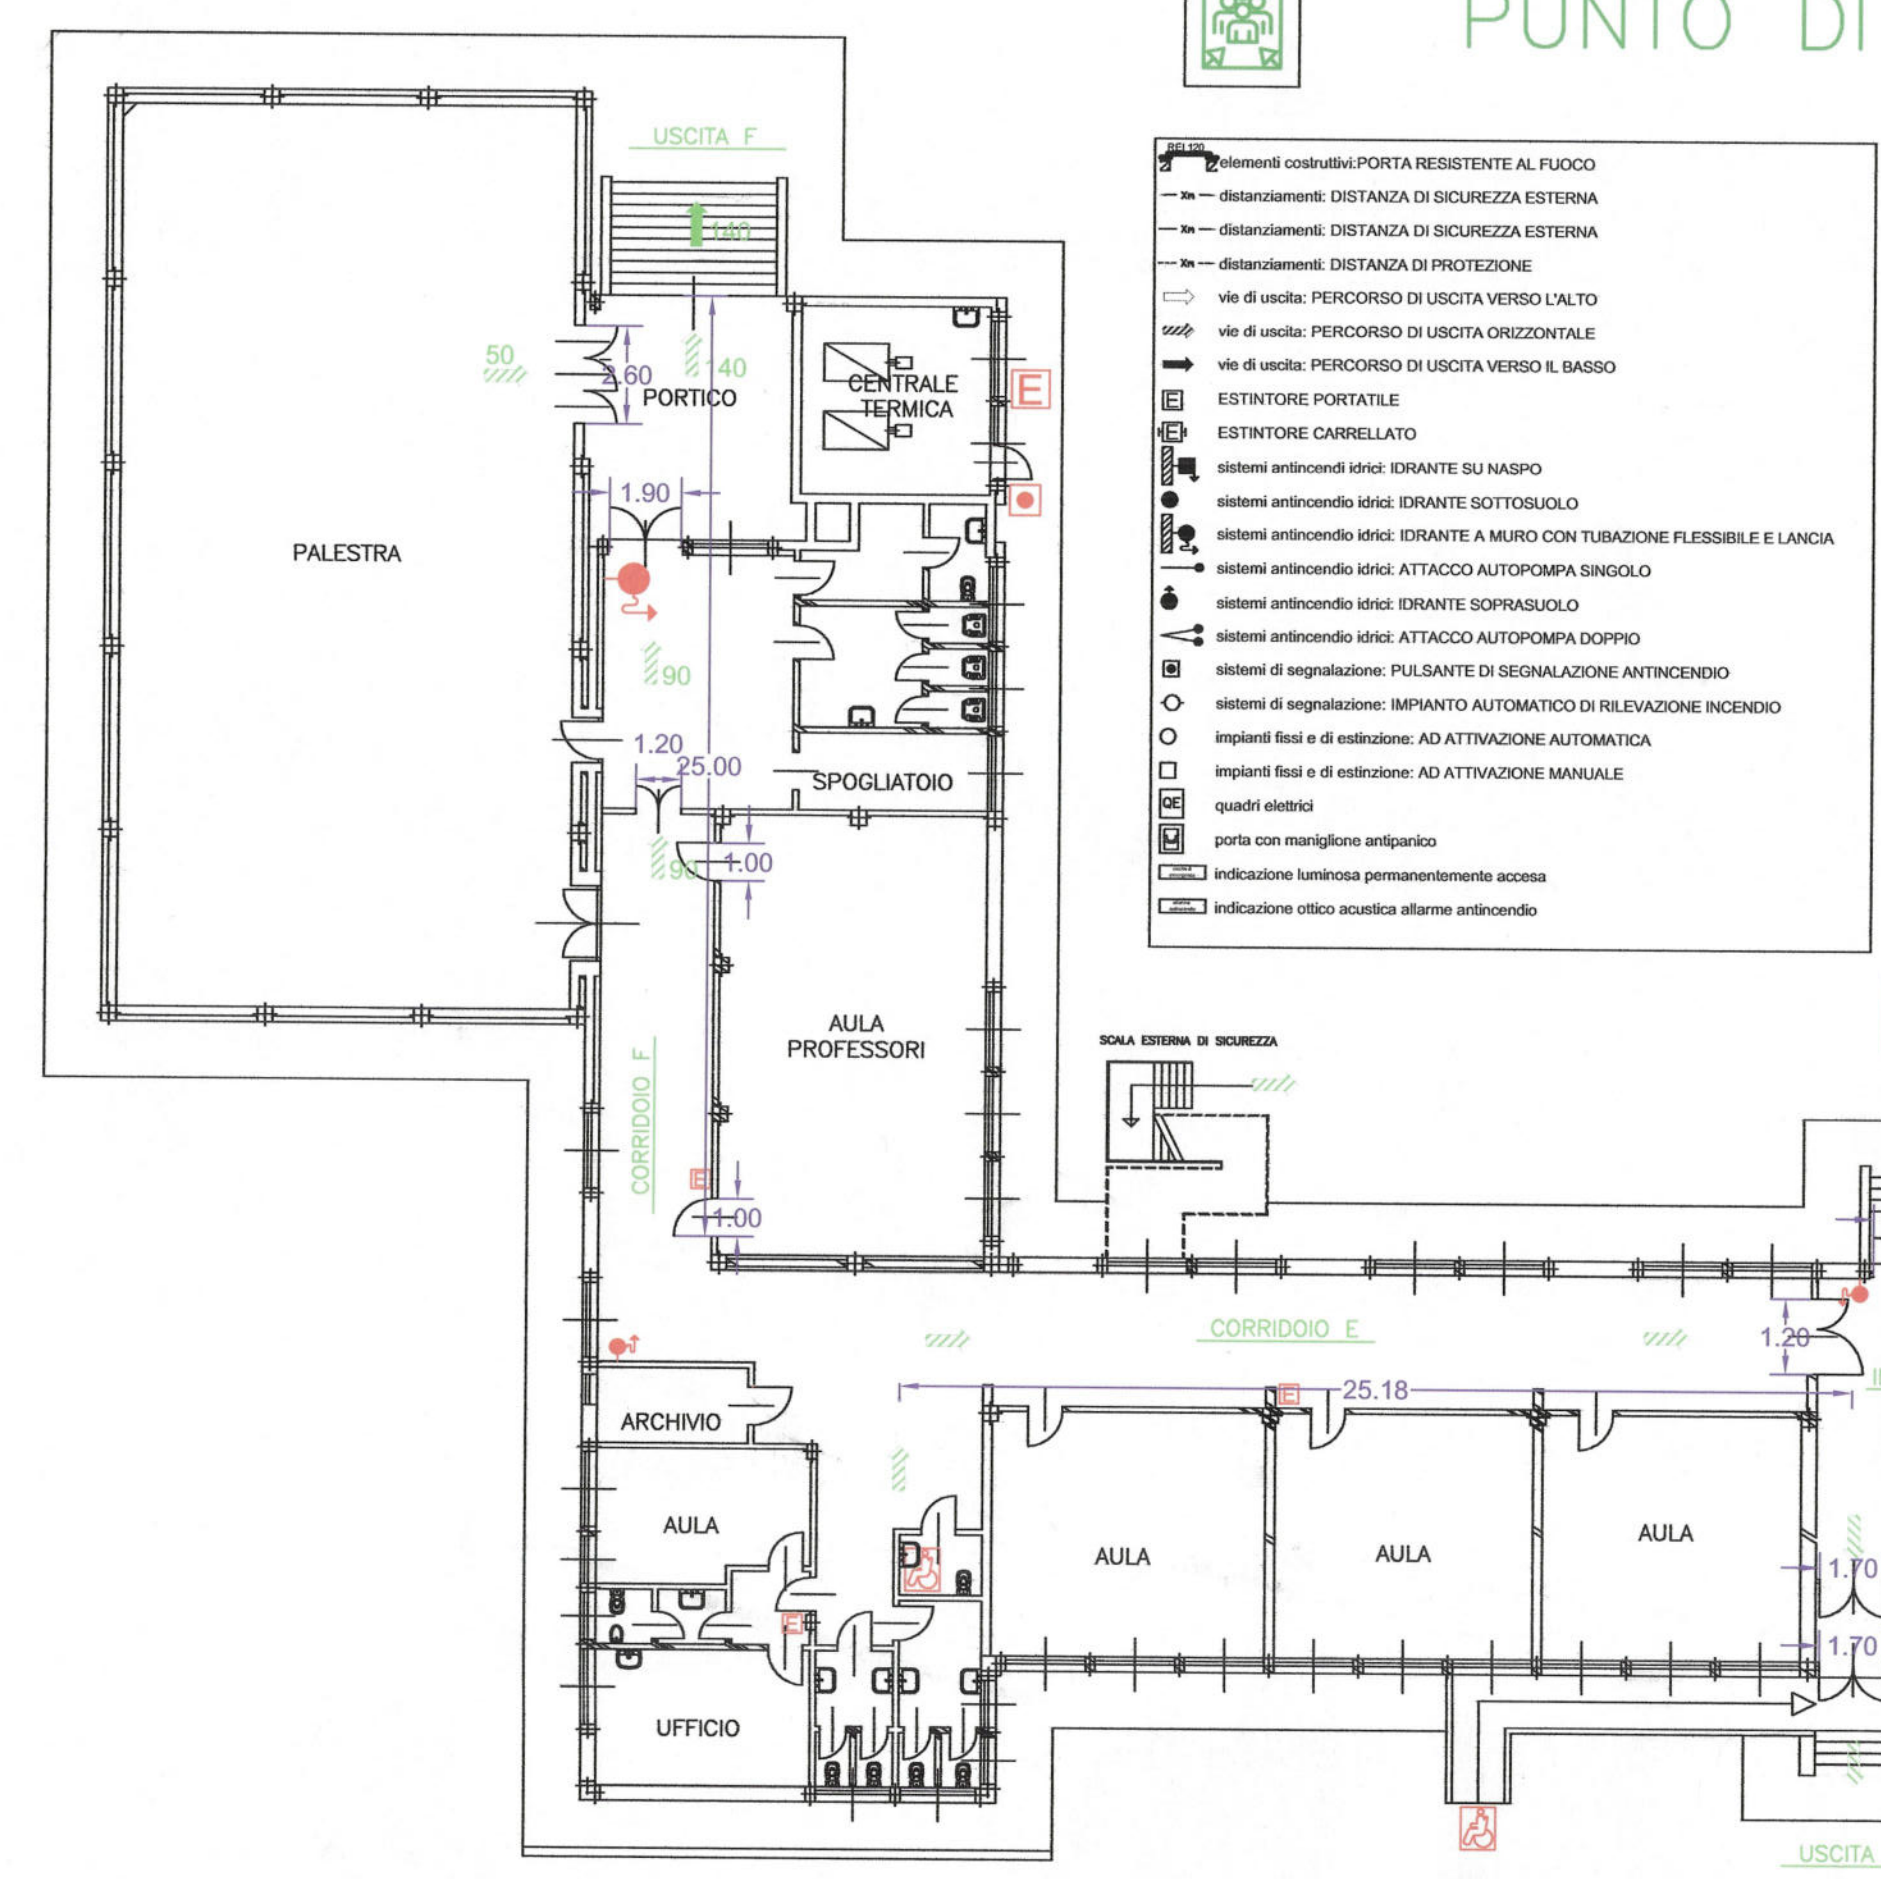 PUNTO DI
REI 120
elementi costruttivi:PORTA RESISTENTE AL FUOCO
Xm distanziamenti: DISTANZA DI SICUREZZA ESTERNA
Xm distanziamenti: DISTANZA DI SICUREZZA ESTERNA
Xm distanziamenti: DISTANZA DI PROTEZIONE
vie di uscita: PERCORSO DI USCITA VERSO L'ALTO
vie di uscita: PERCORSO DI USCITA ORIZZONTALE
vie di uscita: PERCORSO DI USCITA VERSO IL BASSO
E ESTINTORE PORTATILE
E ESTINTORE CARRELLATO
sistemi antincendi idrici: IDRANTE SU NASPO
sistemi antincendio idrici: IDRANTE SOTTOSUOLO
sistemi antincendio idrici: IDRANTE A MURO CON TUBAZIONE FLESSIBILE E LANCIA
sistemi antincendio idrici: ATTACCO AUTOPOMPA SINGOLO
sistemi antincendio idrici: IDRANTE SOPRASUOLO
sistemi antincendio idrici: ATTACCO AUTOPOMPA DOPPIO
sistemi di segnalazione: PULSANTE DI SEGNALAZIONE ANTINCENDIO
sistemi di segnalazione: IMPIANTO AUTOMATICO DI RILEVAZIONE INCENDIO
impianti fissi e di estinzione: AD ATTIVAZIONE AUTOMATICA
impianti fissi e di estinzione: AD ATTIVAZIONE MANUALE
QE quadri elettrici
porta con maniglione antipanico
indicazione luminosa permanentemente accesa
indicazione ottico acustica allarme antincendio
USCITA F
140
50
2.60
40
PORTICO
CENTRALE
TERMICA
E
1.90
PALESTRA
90
1.20
25.00
SPOGLIATOIO
90
1.00
AULA
PROFESSORI
CORRIDOIO F
E
1.00
SCALA ESTERNA DI SICUREZZA
CORRIDOIO E
1.20
E
25.18
ARCHIVIO
AULA
AULA
AULA
AULA
1.70
E
1.70
UFFICIO
USCITA